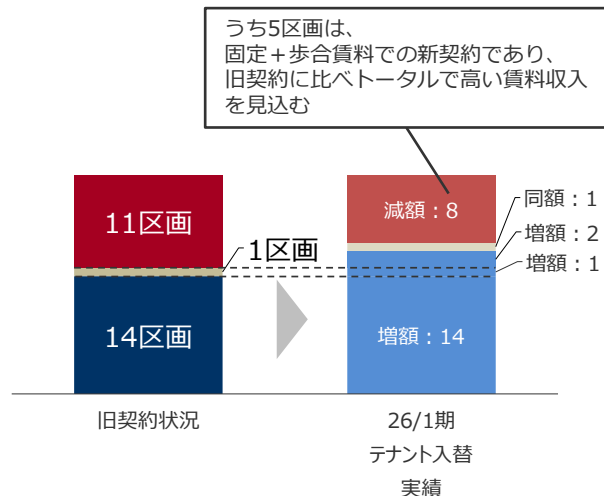 うち5区画は、
固定＋歩合賃料での新契約であり、
旧契約に比べトータルで高い賃料収入
を見込む
11区画
1区画
14区画
減額：8
同額：1
増額：2
増額：1
増額：14
旧契約状況
26/1期
テナント入替
実績